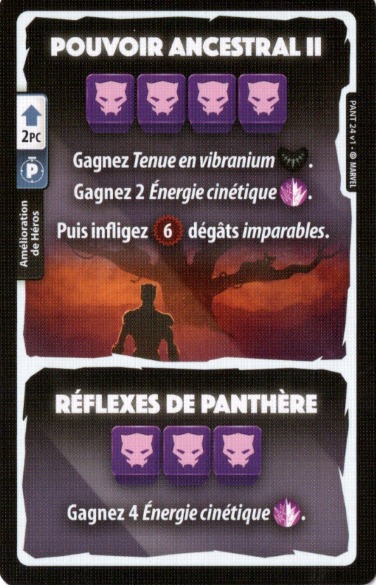 POUVOIR ANCESTRAL II
Gagnez Tenue en vibranium .
Gagnez 2 Énergie cinétique .
Puis infligez 6 dégâts imparables.
2PC
P
Amélioration
de Héros
PANT 24 v1 • © MARVEL
RÉFLEXES DE PANTHÈRE
Gagnez 4 Énergie cinétique .